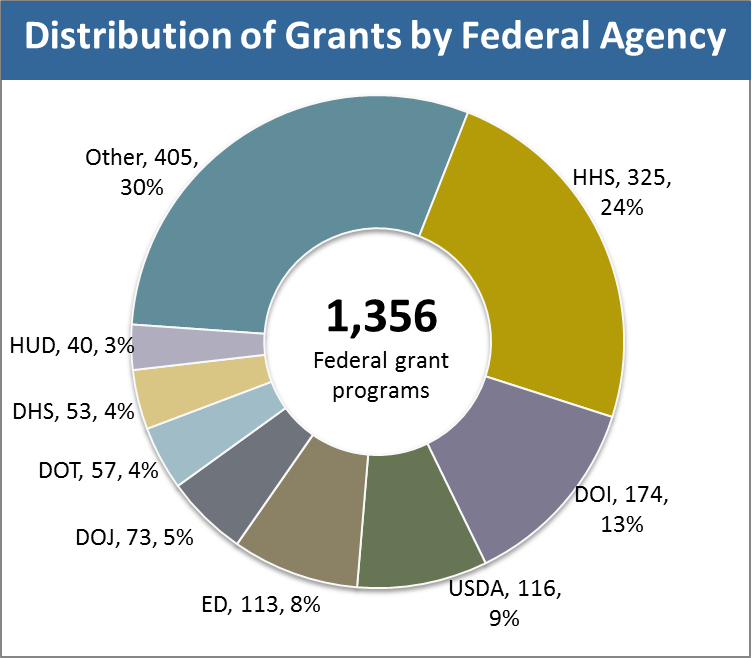 Distribution of Grants by Federal Agency
Other, 405,
30%
HHS, 325,
24%
1,356
Federal grant
programs
HUD, 40, 3%
DHS, 53, 4%
DOT, 57, 4%
DOI, 174,
13%
DOJ, 73, 5%
USDA, 116,
9%
ED, 113, 8%